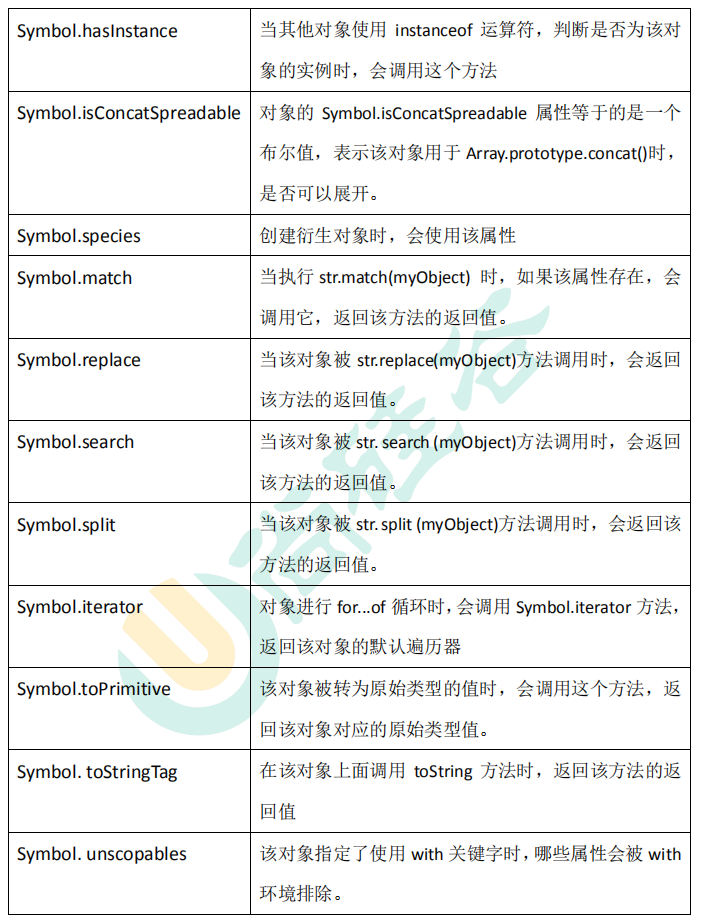 Symbol.hasInstance
当其他对象使用 instanceof 运算符，判断是否为该对
象的实例时，会调用这个方法
Symbol.isConcatSpreadable
对象的 Symbol.isConcatSpreadable 属性等于的是一个
布尔值，表示该对象用于 Array.prototype.concat()时，
是否可以展开。
Symbol.species
创建衍生对象时，会使用该属性
Symbol.match
当执行 str.match(myObject) 时，如果该属性存在，会
调用它，返回该方法的返回值。
Symbol.replace
当该对象被 str.replace(myObject)方法调用时，会返回
该方法的返回值。
Symbol.search
当该对象被 str. search (myObject)方法调用时，会返回
该方法的返回值。
Symbol.split
当该对象被 str. split (myObject)方法调用时，会返回该
方法的返回值。
Symbol.iterator
对象进行 for...of 循环时，会调用 Symbol.iterator 方法，
返回该对象的默认遍历器
Symbol.toPrimitive
该对象被转为原始类型的值时，会调用这个方法，返
回该对象对应的原始类型值。
Symbol. toStringTag
在该对象上面调用 toString 方法时，返回该方法的返
回值
Symbol. unscopables
该对象指定了使用 with 关键字时，哪些属性会被 with
环境排除。
尚硅谷